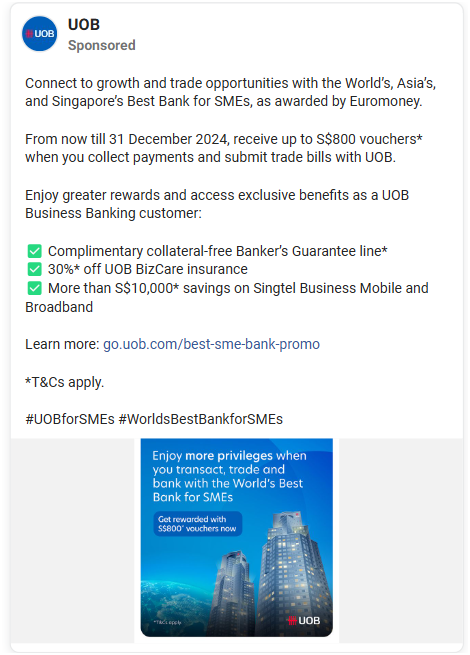 UOB
UOB
Sponsored
Connect to growth and trade opportunities with the World's, Asia's,
and Singapore's Best Bank for SMEs, as awarded by Euromoney.
From now till 31 December 2024, receive up to S$800 vouchers*
when you collect payments and submit trade bills with UOB.
Enjoy greater rewards and access exclusive benefits as a UOB
Business Banking customer:
✅ Complimentary collateral-free Banker's Guarantee line*
✅ 30%* off UOB BizCare insurance
✅ More than S$10,000* savings on Singtel Business Mobile and
Broadband
Learn more: go.uob.com/best-sme-bank-promo
*T&Cs apply.
#UOBforSMEs #WorldsBestBankforSMEs
Enjoy more privileges when
you transact, trade and
bank with the World's Best
Bank for SMEs
Get rewarded with
S$800* vouchers now
*T&Cs apply.
UOB